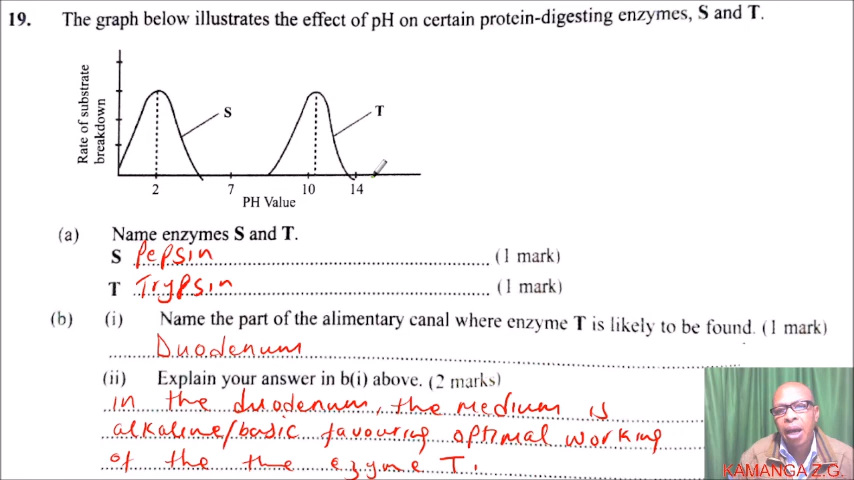 19. The graph below illustrates the effect of pH on certain protein-digesting enzymes, S and T.
Rate of substrate
breakdown
S
T
2 7 10 14
PH Value
(a) Name enzymes S and T.
S Pepsin (1 mark)
T Trypsin (1 mark)
(b) (i) Name the part of the alimentary canal where enzyme T is likely to be found. (1 mark)
Duodenum
(ii) Explain your answer in b(i) above. (2 marks)
in the duodenum, the medium is
alkaline/basic favouring optimal working
of the the ezyme T.
KAMANGA Z.G.